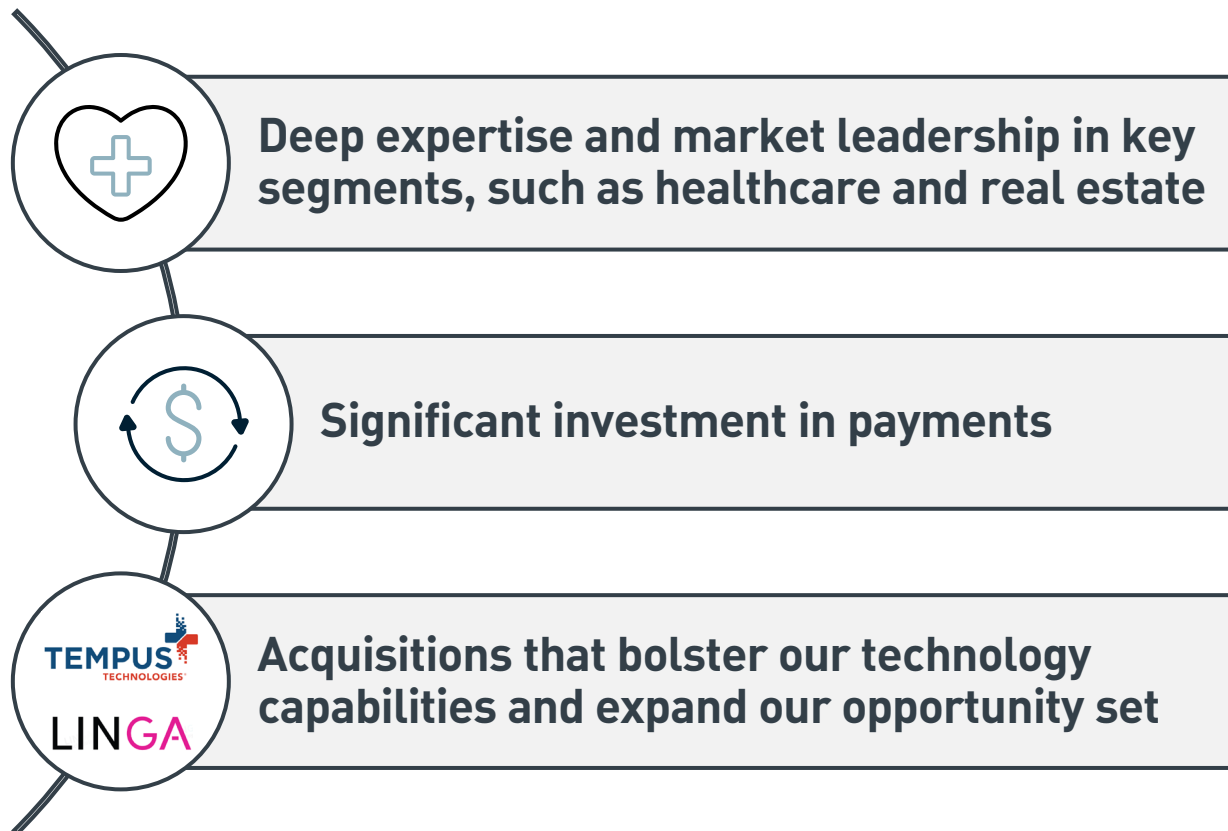 Deep expertise and market leadership in key
segments, such as healthcare and real estate
Significant investment in payments
TEMPUS
TECHNOLOGIES
LINGA
Acquisitions that bolster our technology
capabilities and expand our opportunity set